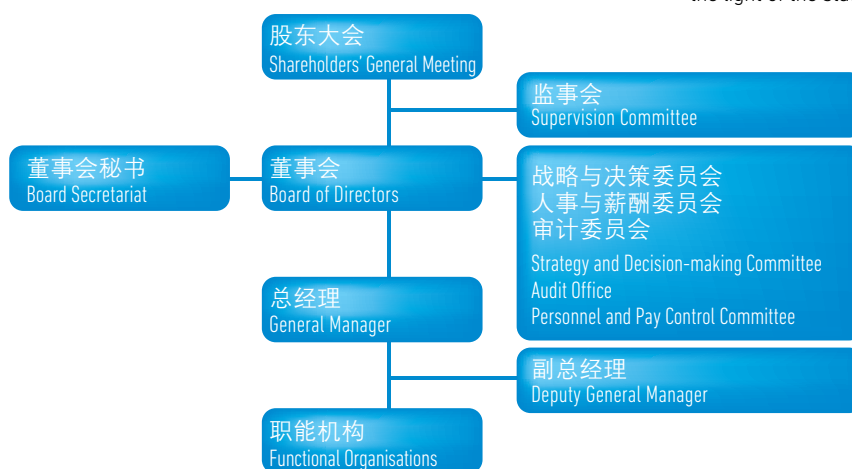 股东大会
Shareholders' General Meeting
监事会
Supervision Committee
董事会秘书
Board Secretariat
董事会
Board of Directors
战略与决策委员会
人事与薪酬委员会
审计委员会
Strategy and Decision-making Committee
Audit Office
Personnel and Pay Control Committee
总经理
General Manager
副总经理
Deputy General Manager
职能机构
Functional Organisations